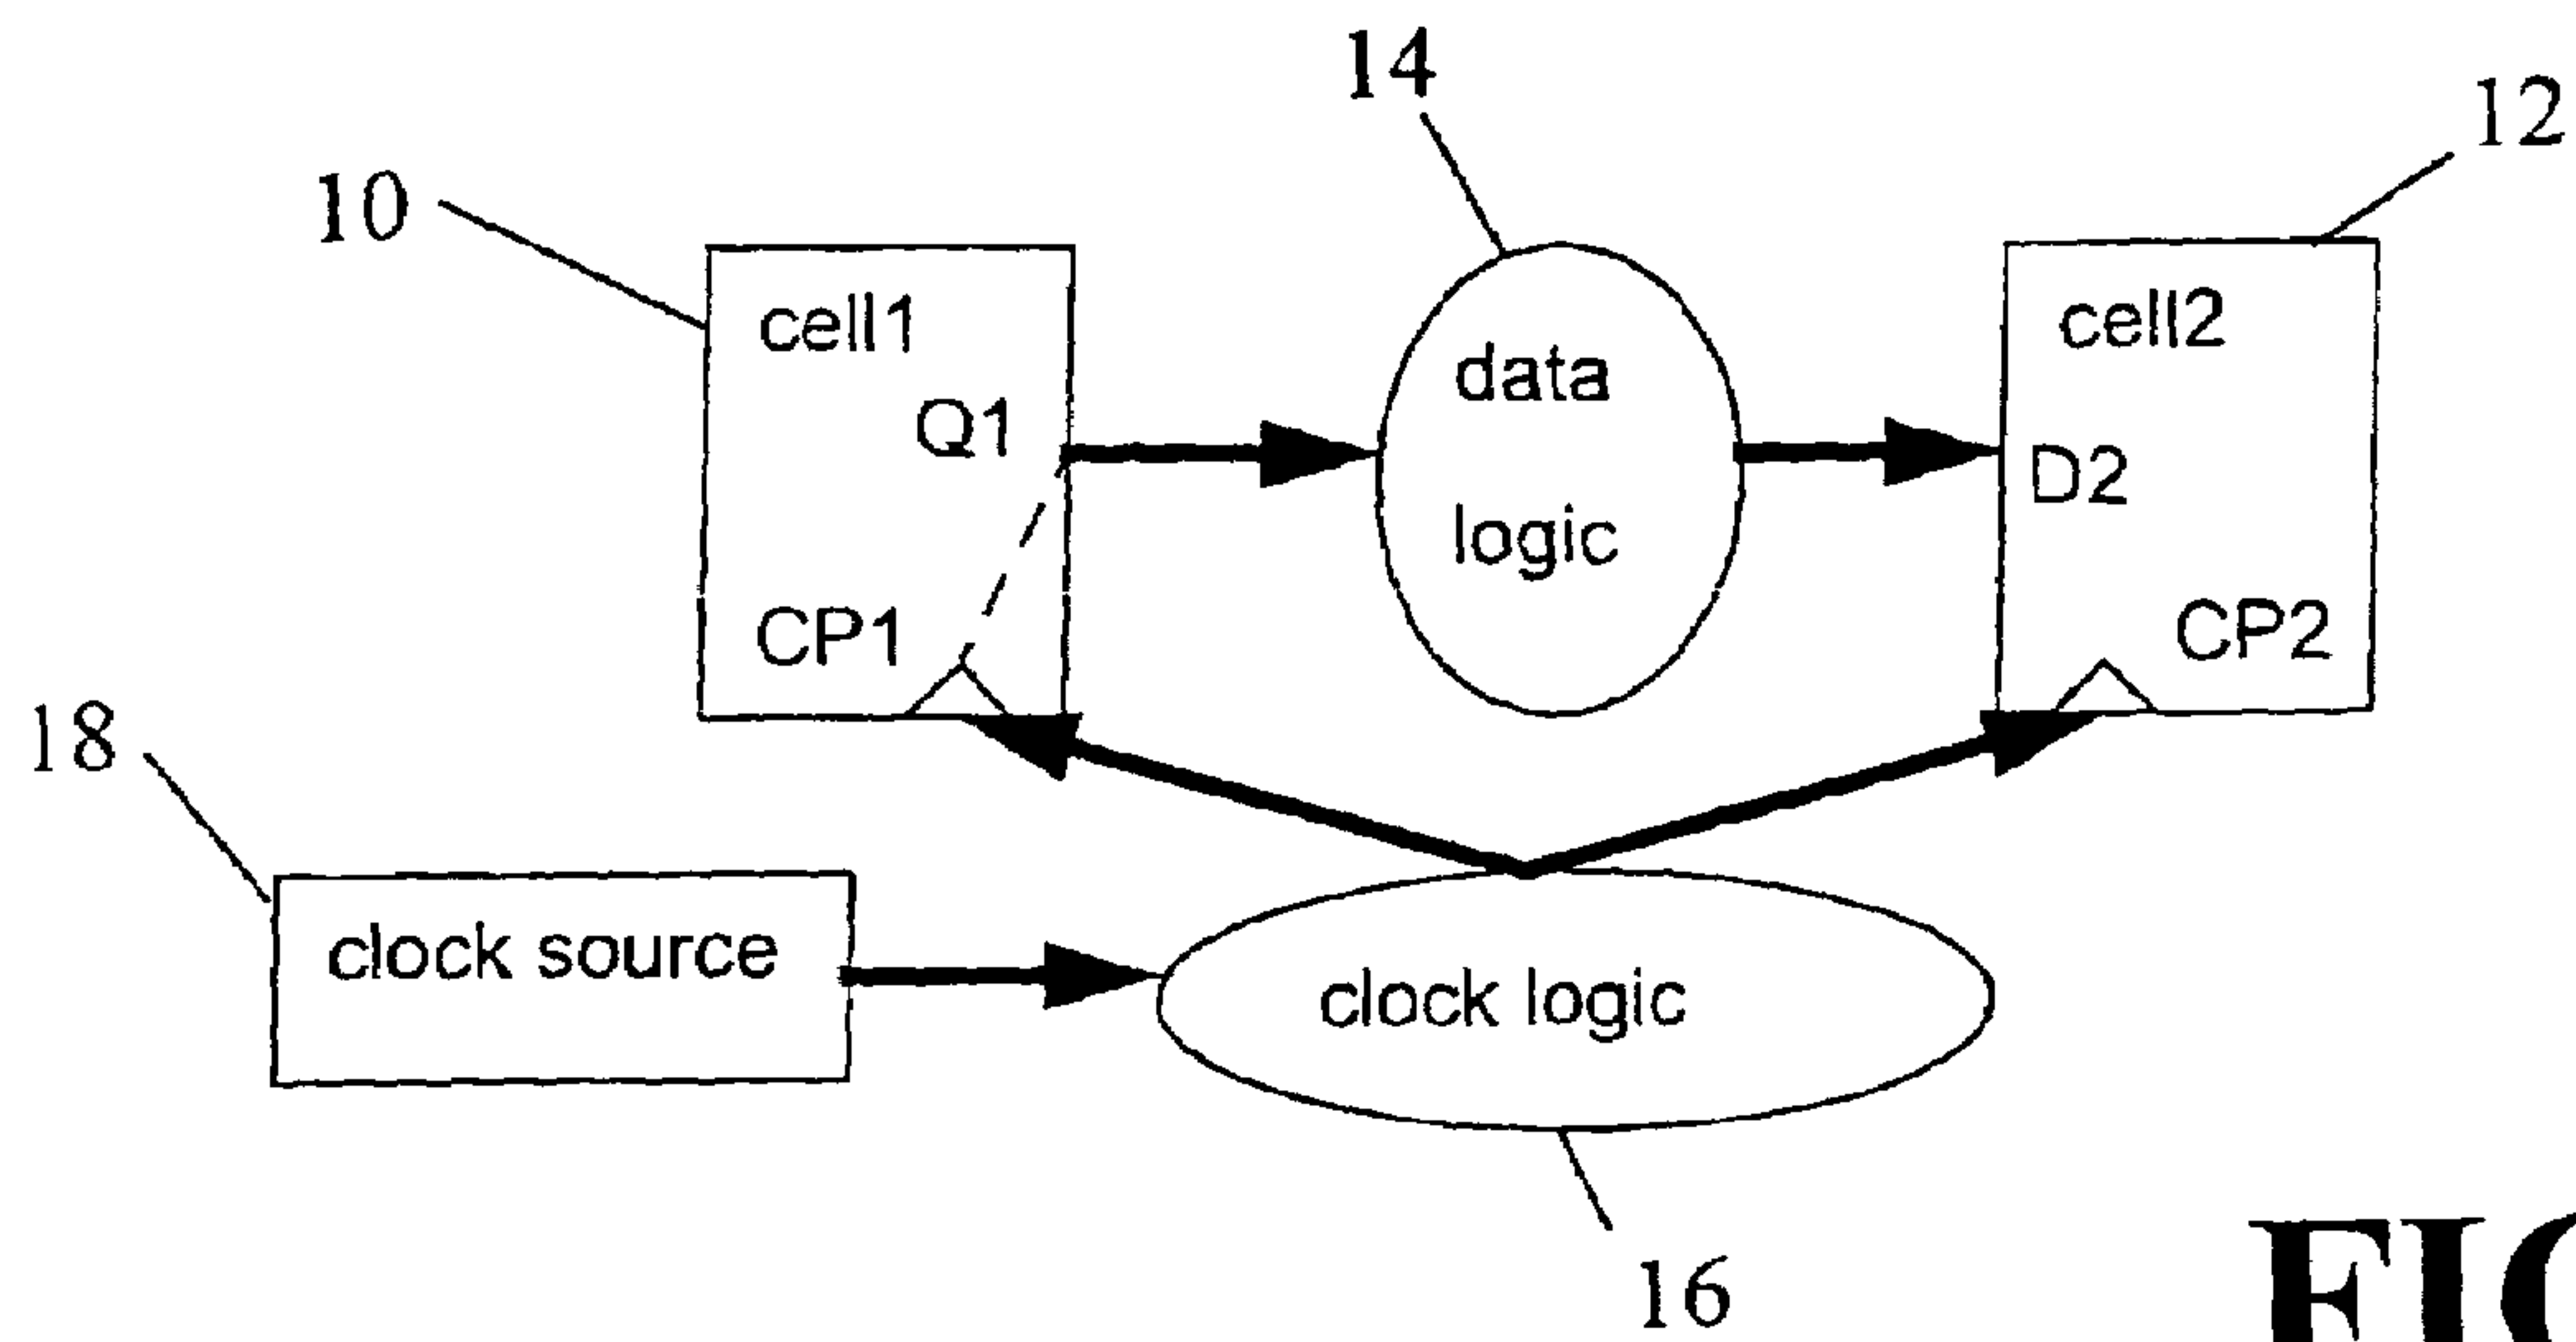 14
12
10
cell1
cell2
data
Q1
D2
logic
CP1
CP2
18
clock source
clock logic
16